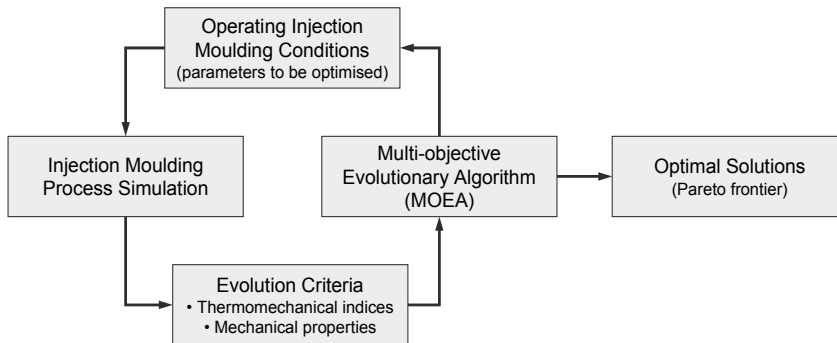 Operating Injection
Moulding Conditions
(parameters to be optimised)
Injection Moulding
Process Simulation
Multi-objective
Evolutionary Algorithm
(MOEA)
Optimal Solutions
(Pareto frontier)
Evolution Criteria
• Thermomechanical indices
• Mechanical properties